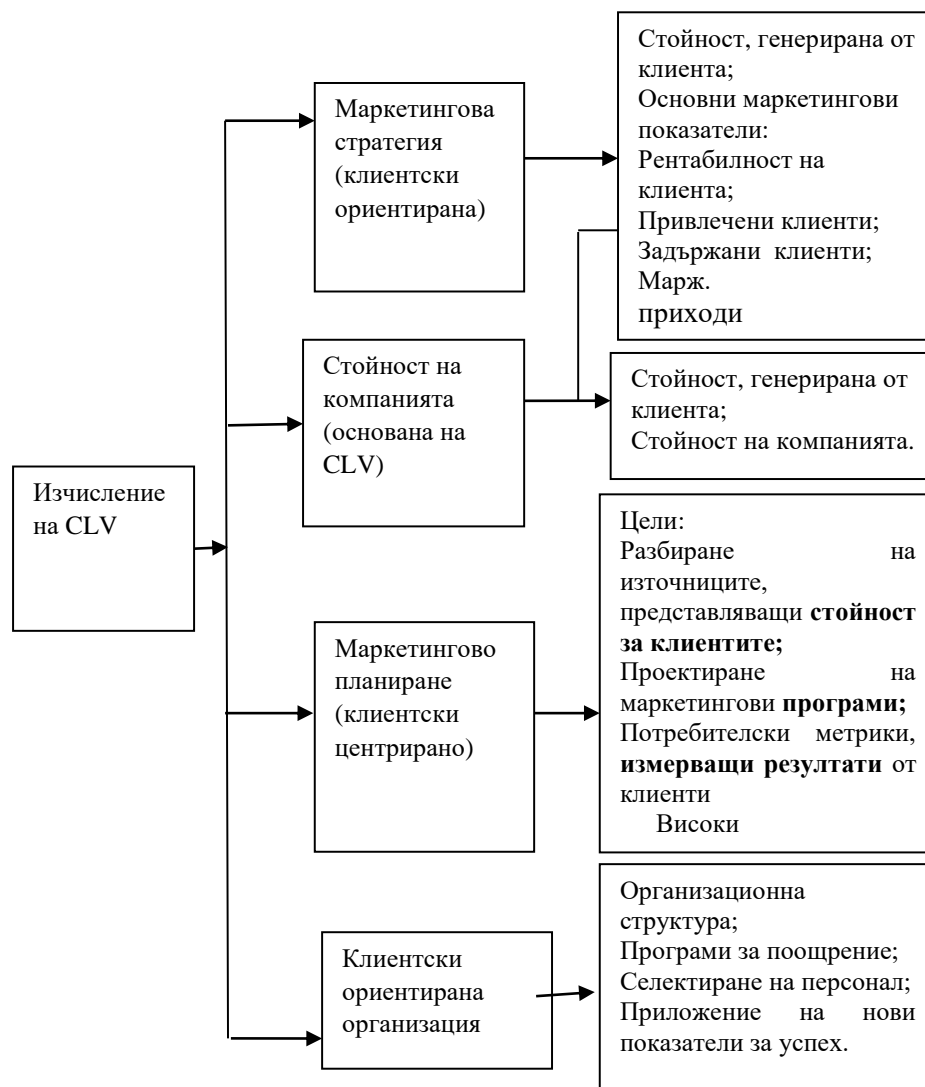 Изчисление
на CLV
Маркетингова
стратегия
(клиентски
ориентирана)
Стойност, генерирана от
клиента;
Основни маркетингови
показатели:
Рентабилност на
клиента;
Привлечени клиенти;
Задържани клиенти;
Марж.
приходи
Стойност на
компанията
(основана на
CLV)
Стойност, генерирана от
клиента;
Стойност на компанията.
Маркетингово
планиране
(клиентски
центрирано)
Цели:
Разбиране на
източниците,
представляващи стойност
за клиентите;
Проектиране на
маркетингови програми;
Потребителски метрики,
измерващи резултати от
клиенти
Високи
Клиентски
ориентирана
организация
Организационна
структура;
Програми за поощрение;
Селектиране на персонал;
Приложение на нови
показатели за успех.